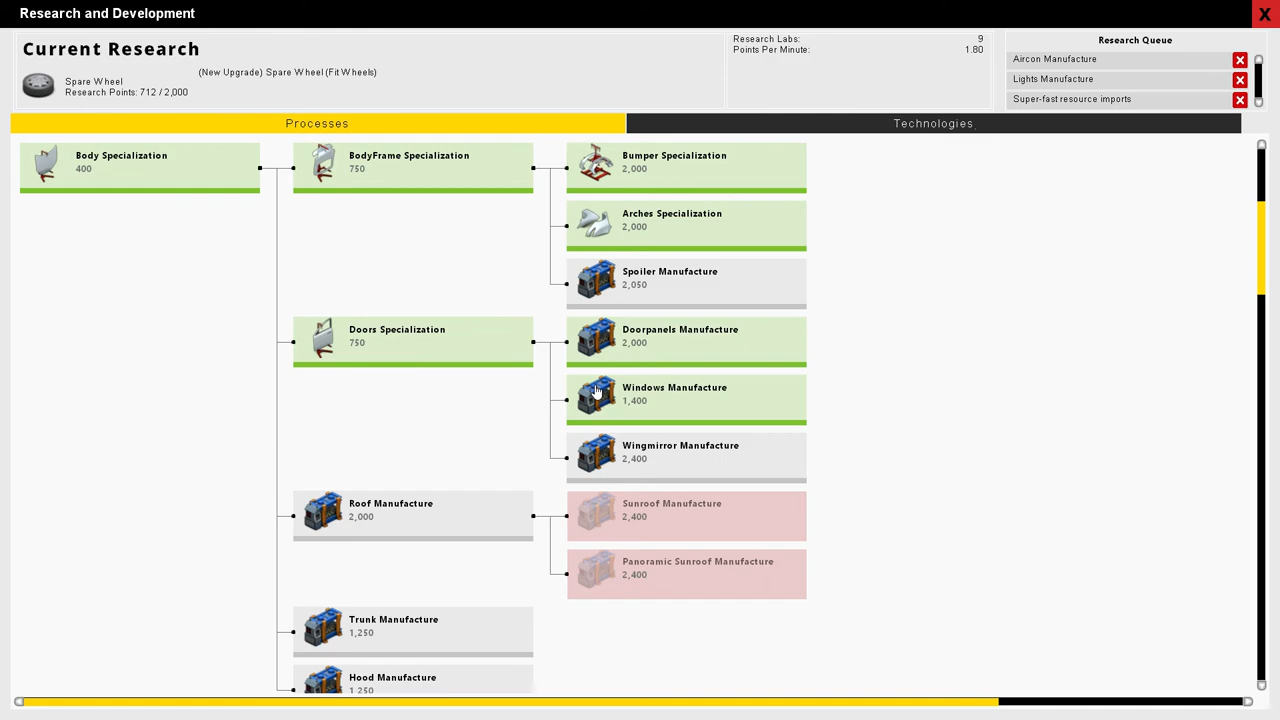 Research and Development
X
Current Research
(New Upgrade) Spare Wheel (Fit Wheels)
Spare Wheel
Research Points: 712 / 2,000
Research Labs: 9
Points Per Minute: 1.80
Research Queue
Aircon Manufacture
Lights Manufacture
Super-fast resource imports
Processes
Technologies
Body Specialization
400
BodyFrame Specialization
750
Bumper Specialization
2,000
Arches Specialization
2,000
Spoiler Manufacture
2,050
Doors Specialization
750
Doorpanels Manufacture
2,000
Windows Manufacture
1,400
Wingmirror Manufacture
2,400
Roof Manufacture
2,000
Sunroof Manufacture
2,400
Panoramic Sunroof Manufacture
2,400
Trunk Manufacture
1,250
Hood Manufacture
1,250